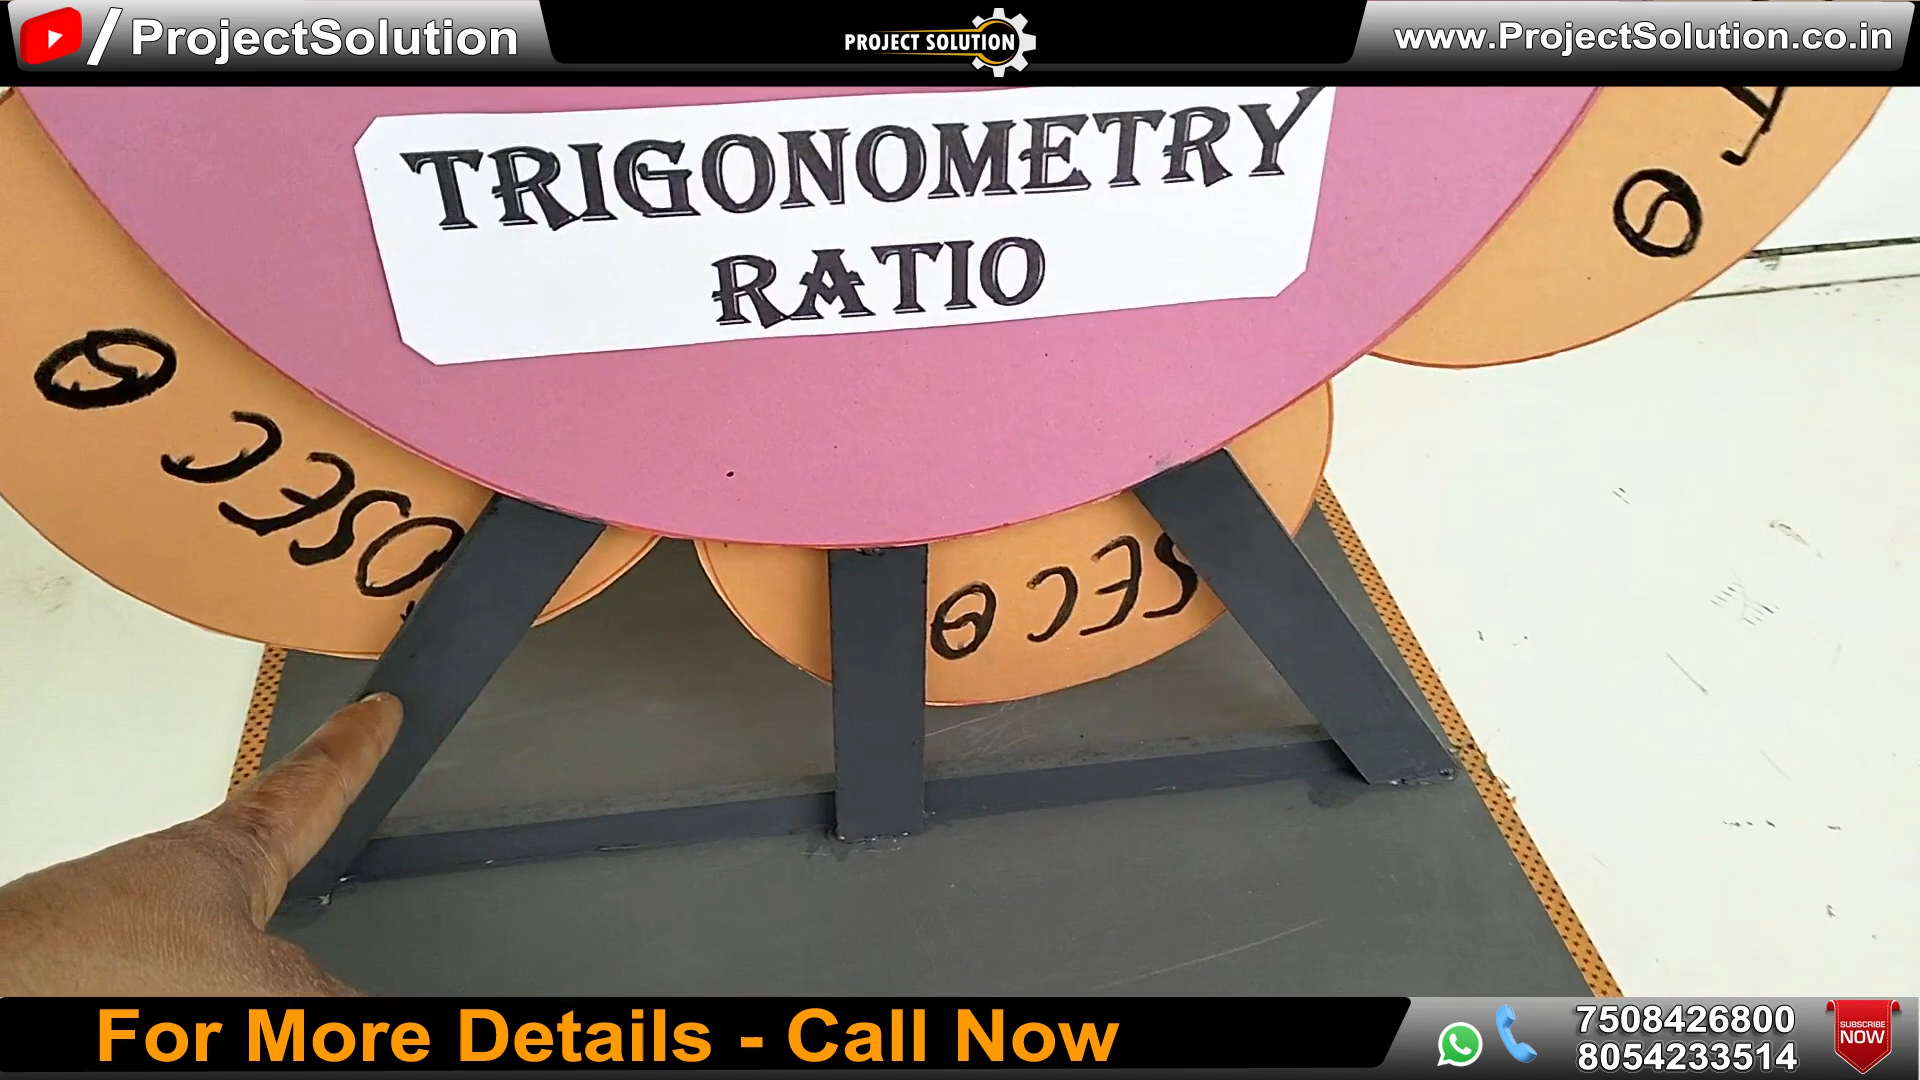 /ProjectSolution
PROJECT SOLUTION
www.ProjectSolution.co.in
TRIGONOMETRY
RATIO
θ
OSEC θ
SEC θ
For More Details - Call Now
7508426800
8054233514
SUBSCRIBE
NOW